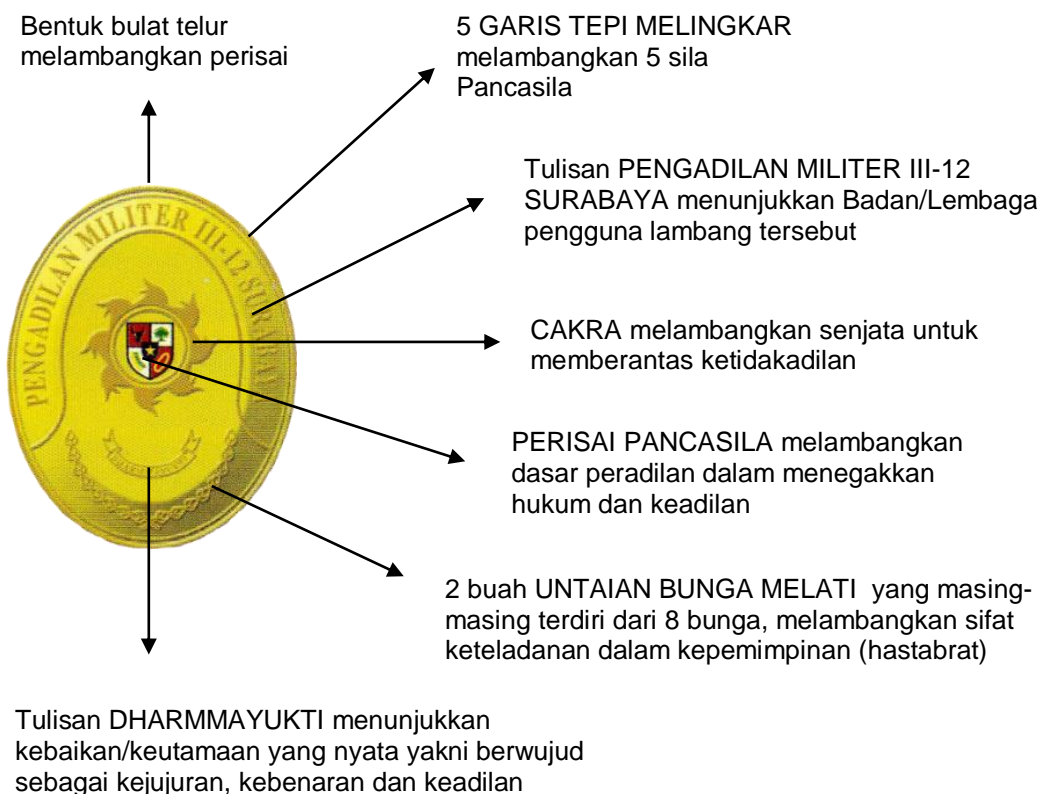 Bentuk bulat telur
melambangkan perisai
5 GARIS TEPI MELINGKAR
melambangkan 5 sila
Pancasila
Tulisan PENGADILAN MILITER III-12
SURABAYA menunjukkan Badan/Lembaga
pengguna lambang tersebut
PENGADILAN MILITER III-12 SURABAYA
CAKRA melambangkan senjata untuk
memberantas ketidakadilan
PERISAI PANCASILA melambangkan
dasar peradilan dalam menegakkan
hukum dan keadilan
2 buah UNTAIAN BUNGA MELATI yang masing-
masing terdiri dari 8 bunga, melambangkan sifat
keteladanan dalam kepemimpinan (hastabrat)
Tulisan DHARMMAYUKTI menunjukkan
kebaikan/keutamaan yang nyata yakni berwujud
sebagai kejujuran, kebenaran dan keadilan